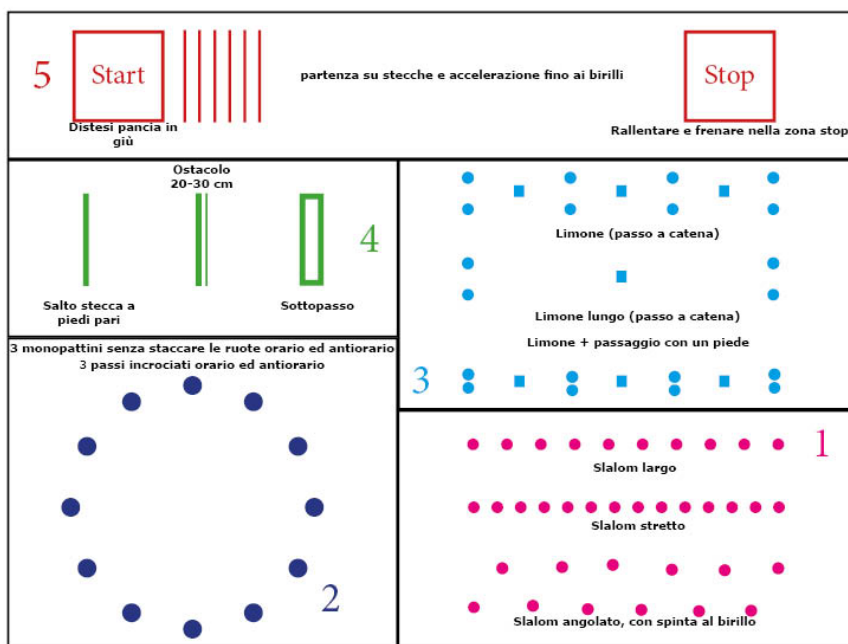 5
Start
partenza su stecche e accelerazione fino ai birilli
Stop
Distesi pancia in
giù
Rallentare e frenare nella zona stop
Ostacolo
20-30 cm
4
Salto stecca a
piedi pari
Sottopasso
Limone (passo a catena)
Limone lungo (passo a catena)
Limone + passaggio con un piede
3
3 monopattini senza staccare le ruote orario ed antiorario
3 passi incrociati orario ed antiorario
2
1
Slalom largo
Slalom stretto
Slalom angolato, con spinta al birillo